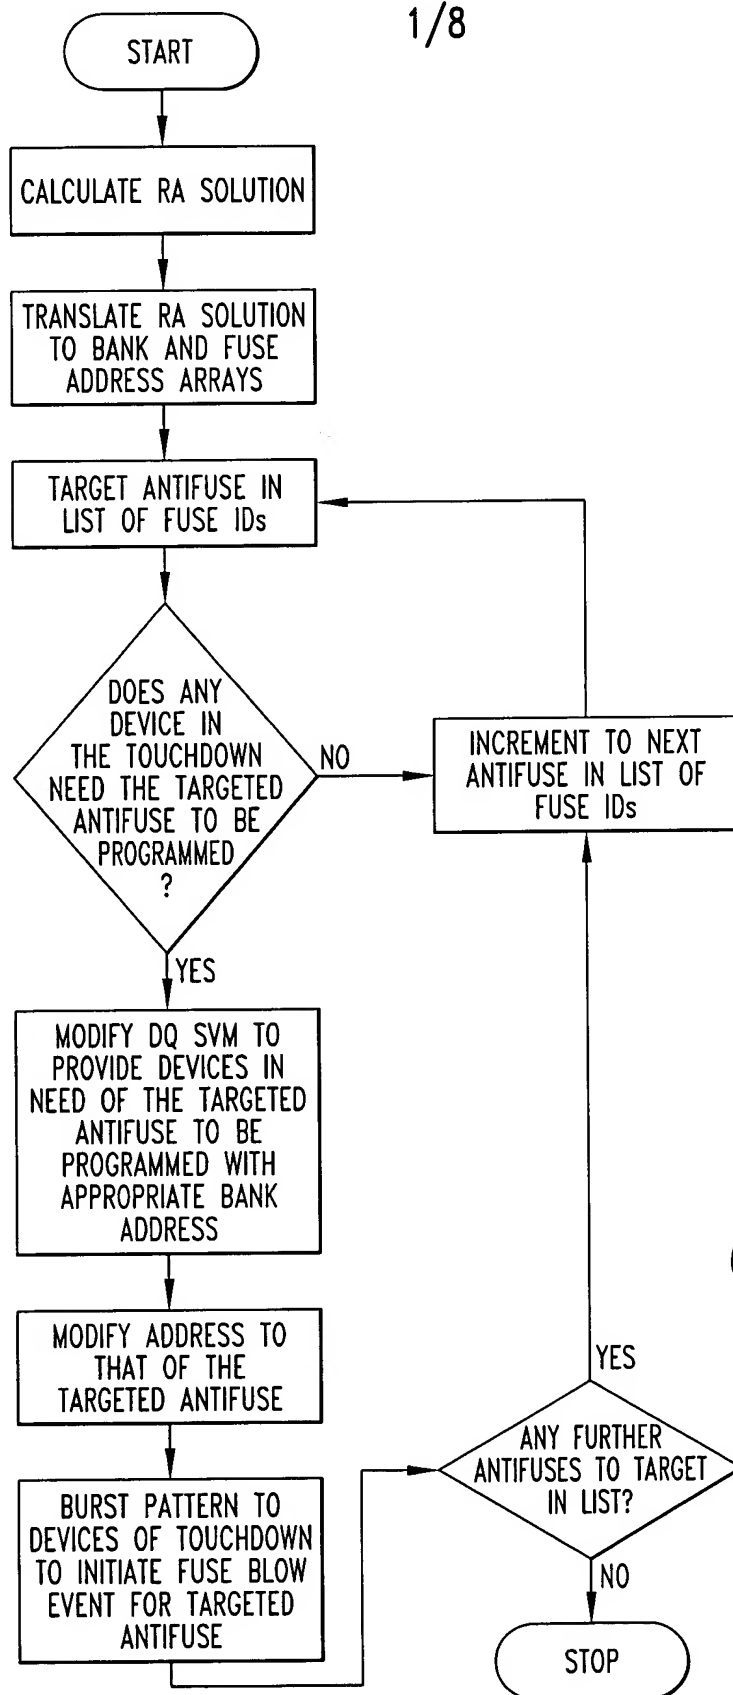 1/8
START
CALCULATE RA SOLUTION
TRANSLATE RA SOLUTION
TO BANK AND FUSE
ADDRESS ARRAYS
TARGET ANTIFUSE IN
LIST OF FUSE IDs
DOES ANY
DEVICE IN
THE TOUCHDOWN
NEED THE TARGETED
ANTIFUSE TO BE
PROGRAMMED
?
NO
INCREMENT TO NEXT
ANTIFUSE IN LIST OF
FUSE IDs
YES
MODIFY DQ SVM TO
PROVIDE DEVICES IN
NEED OF THE TARGETED
ANTIFUSE TO BE
PROGRAMMED WITH
APPROPRIATE BANK
ADDRESS
MODIFY ADDRESS TO
THAT OF THE
TARGETED ANTIFUSE
BURST PATTERN TO
DEVICES OF TOUCHDOWN
TO INITIATE FUSE BLOW
EVENT FOR TARGETED
ANTIFUSE
YES
ANY FURTHER
ANTIFUSES TO TARGET
IN LIST?
NO
STOP